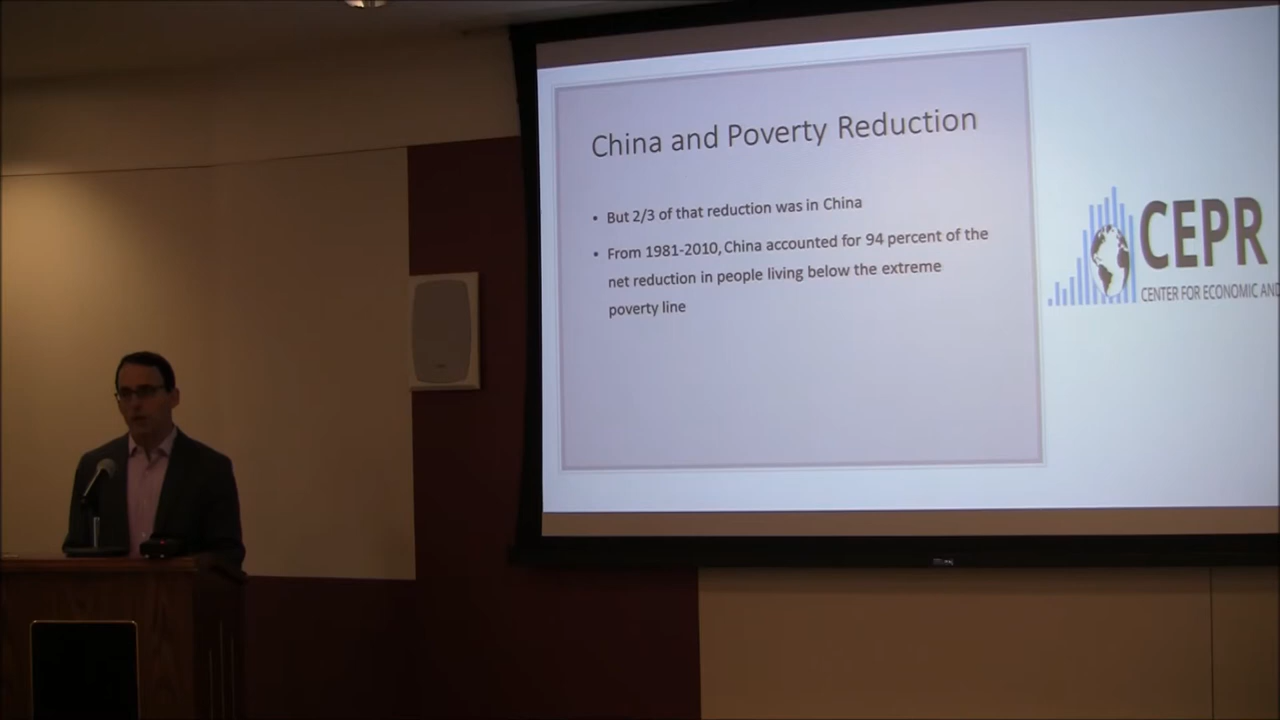 China and Poverty Reduction
• But 2/3 of that reduction was in China
• From 1981-2010, China accounted for 94 percent of the
net reduction in people living below the extreme
poverty line
CEPR
CENTER FOR ECONOMIC AND